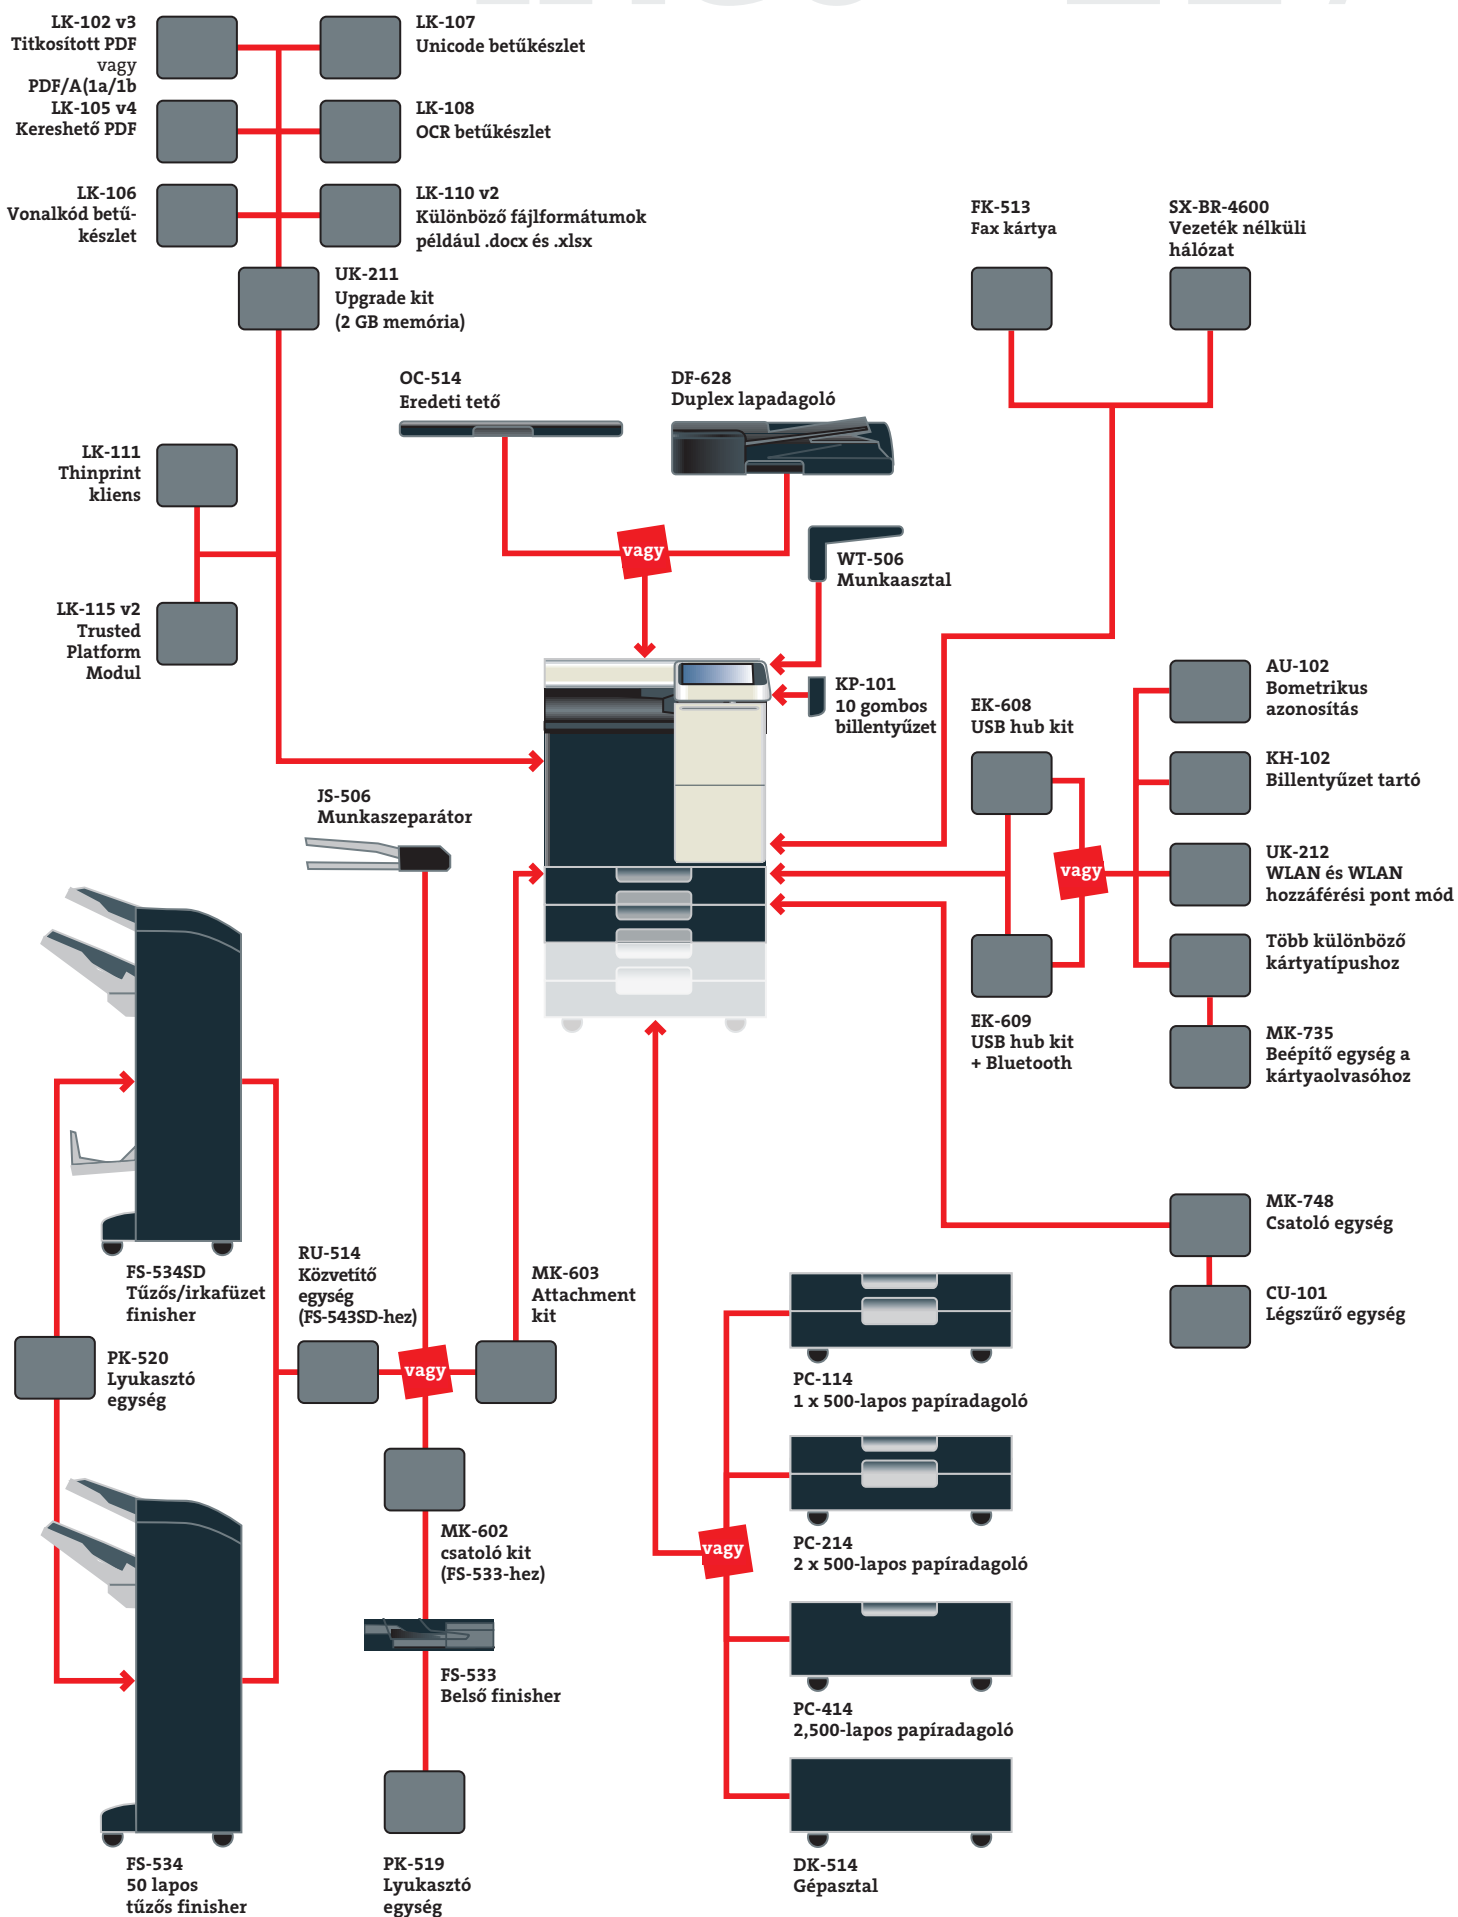 LK-102 v3
Titkosított PDF
vagy
PDF/A(1a/1b
LK-105 v4
Kereshető PDF
LK-106
Vonalkód betű-
készlet
LK-107
Unicode betűkészlet
LK-108
OCR betűkészlet
LK-110 v2
Különböző fájlformátumok
például .docx és .xlsx
UK-211
Upgrade kit
(2 GB memória)
FK-513
Fax kártya
SX-BR-4600
Vezeték nélküli
hálózat
OC-514
Eredeti tető
DF-628
Duplex lapadagoló
LK-111
Thinprint
kliens
vagy
WT-506
Munkaasztal
LK-115 v2
Trusted
Platform
Modul
KP-101
10 gombos
billentyűzet
EK-608
USB hub kit
AU-102
Bometrikus
azonosítás
KH-102
Billentyűzet tartó
JS-506
Munkaszeparátor
vagy
UK-212
WLAN és WLAN
hozzáférési pont mód
Több különböző
kártyatípushoz
EK-609
USB hub kit
+ Bluetooth
MK-735
Beépítő egység a
kártyaolvasóhoz
MK-748
Csatoló egység
CU-101
Légszűrő egység
FS-534SD
Tűzős/irkafüzet
finisher
RU-514
Közvetítő
egység
(FS-543SD-hez)
MK-603
Attachment
kit
PK-520
Lyukasztó
egység
vagy
PC-114
1 x 500-lapos papíradagoló
MK-602
csatoló kit
(FS-533-hez)
vagy
PC-214
2 x 500-lapos papíradagoló
FS-533
Belső finisher
PC-414
2,500-lapos papíradagoló
FS-534
50 lapos
tűzős finisher
PK-519
Lyukasztó
egység
DK-514
Gépasztal